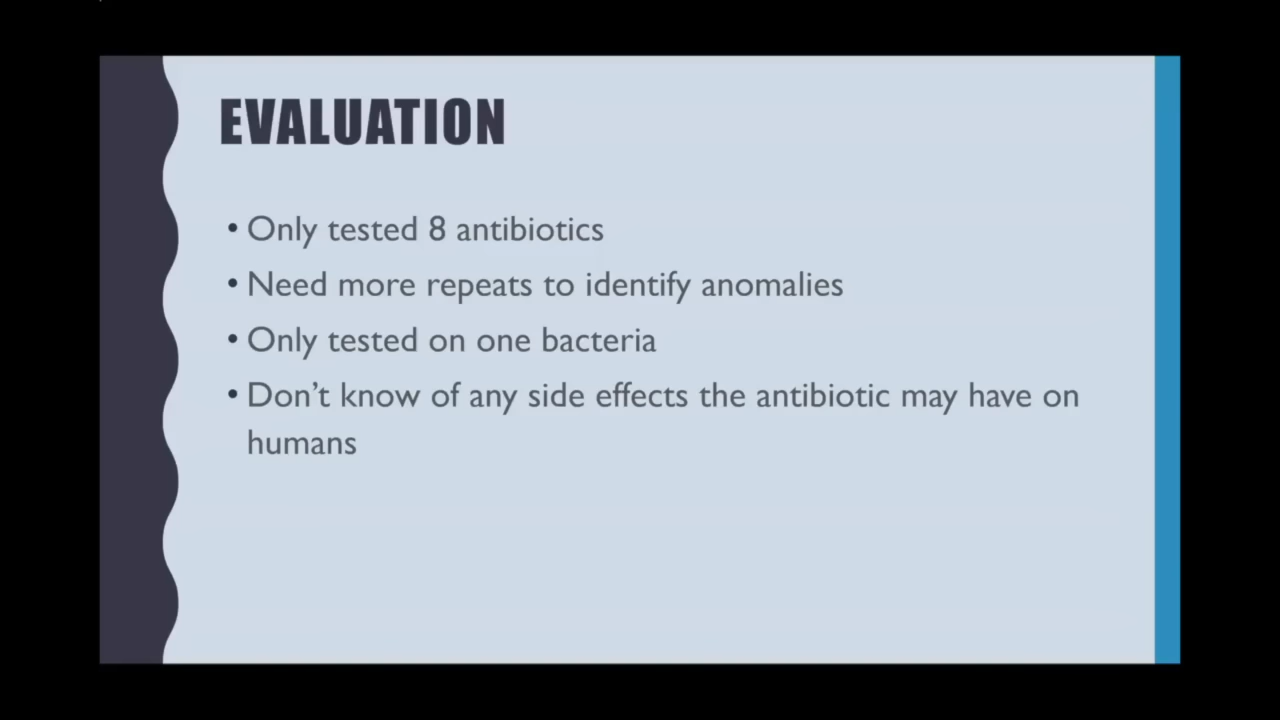 EVALUATION
• Only tested 8 antibiotics
• Need more repeats to identify anomalies
• Only tested on one bacteria
• Don’t know of any side effects the antibiotic may have on
humans